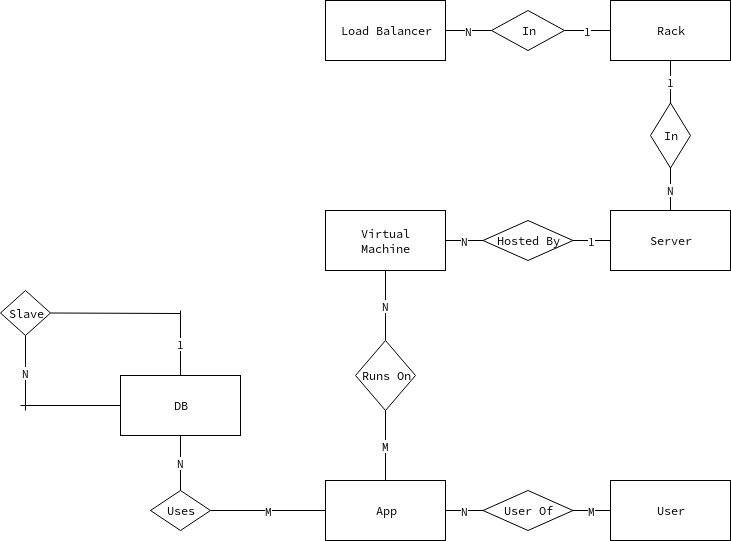 Load Balancer
N
In
1
Rack
1
In
N
Virtual
Machine
N
Hosted By
1
Server
Slave
N
1
DB
N
Uses
M
N
Runs On
M
App
N
User Of
M
User